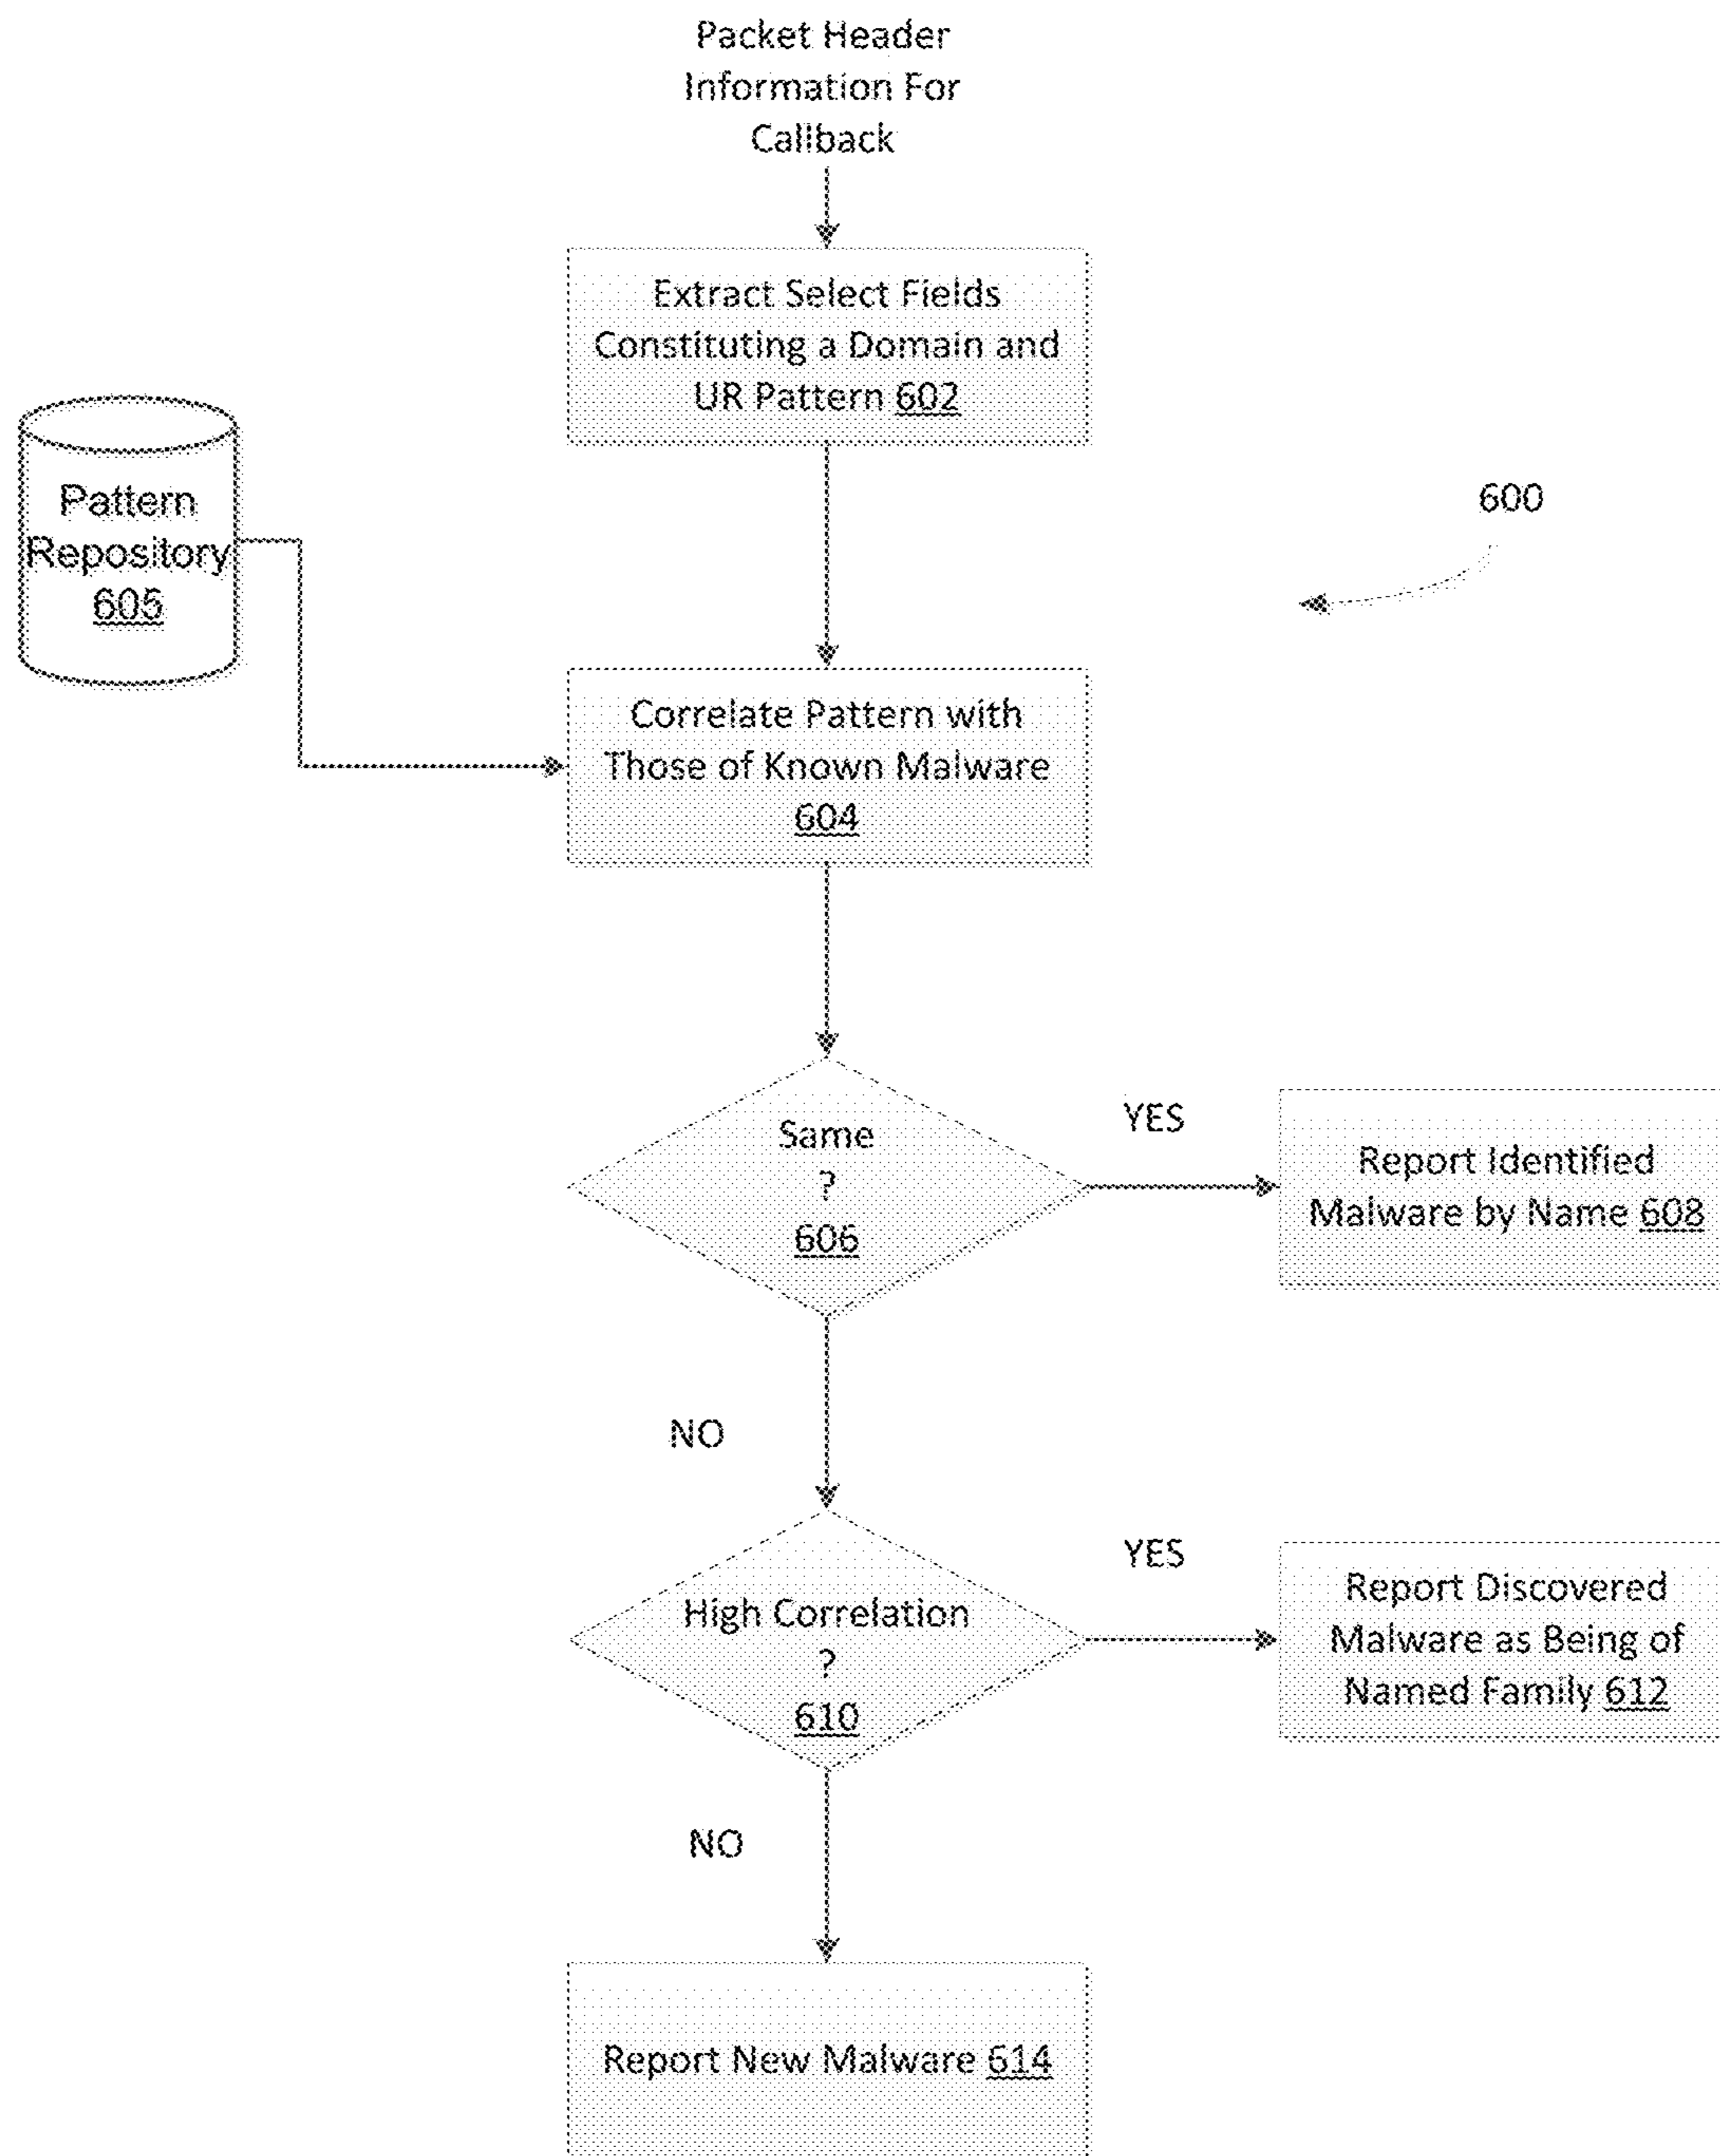 Packet Header
Information For
Callback
Extract Select Fields
Constituting a Domain and
UR Pattern 602
Pattern
Repository
605
600
Correlate Pattern with
Those of Known Malware
604
Same
?
606
YES
Report Identified
Malware by Name 608
NO
High Correlation
?
610
YES
Report Discovered
Malware as Being of
Named Family 612
NO
Report New Malware 614